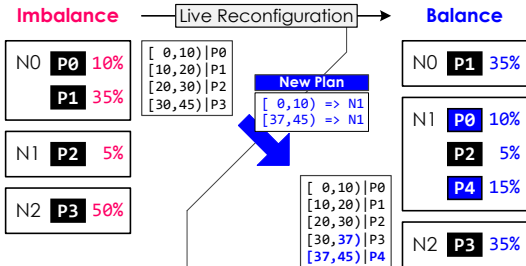 Imbalance
Live Reconfiguration
Balance
N0 P0 10%
P1 35%
N1 P2 5%
N2 P3 50%
[ 0,10)|P0
[10,20)|P1
[20,30)|P2
[30,45)|P3
New Plan
[ 0,10) => N1
[37,45) => N1
[ 0,10)|P0
[10,20)|P1
[20,30)|P2
[30,37)|P3
[37,45)|P4
N0 P1 35%
N1 P0 10%
P2 5%
P4 15%
N2 P3 35%